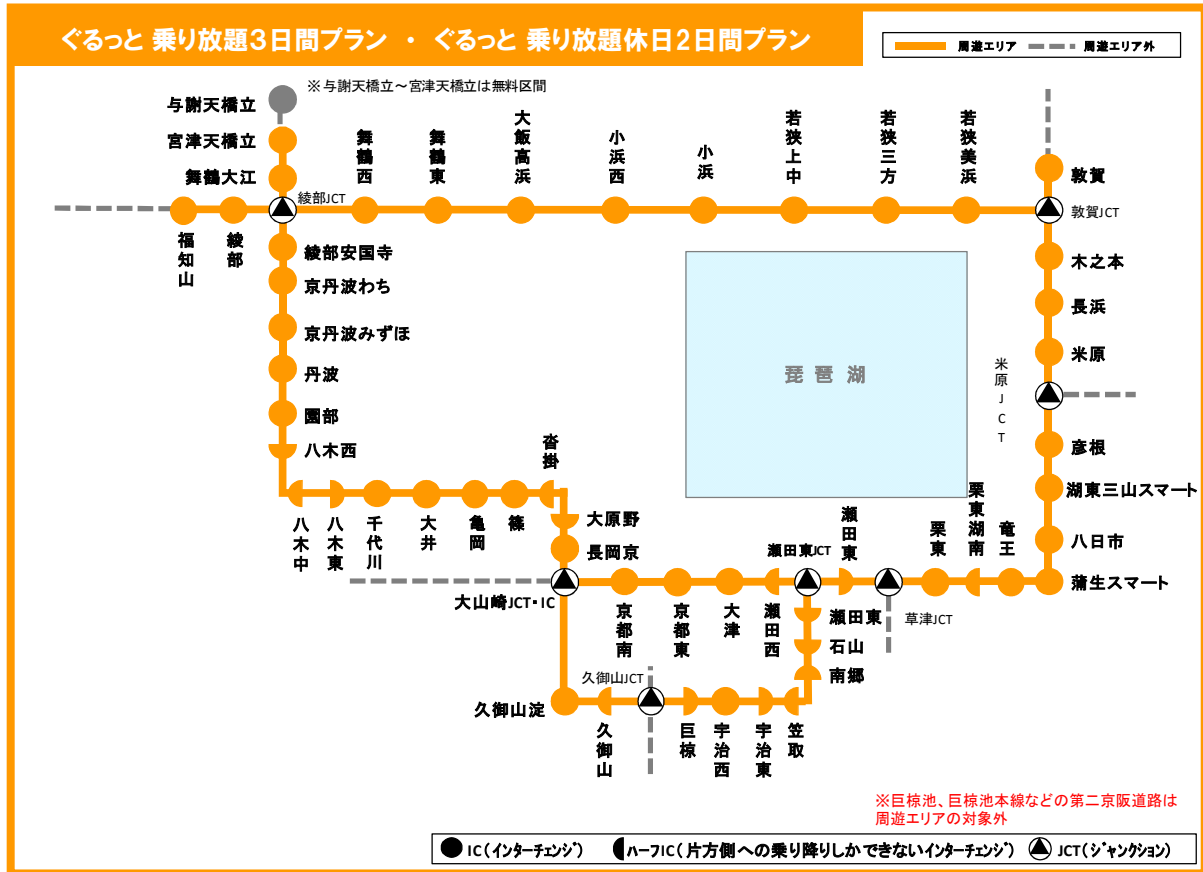 ぐるっと 乗り放題3日間プラン ・ ぐるっと 乗り放題休日2日間プラン
周遊エリア
周遊エリア外
※与謝天橋立～宮津天橋立は無料区間
与謝天橋立
宮津天橋立
舞鶴大江
綾部JCT
福知山
綾部
舞鶴西
舞鶴東
大飯高浜
小浜西
小浜
若狭上中
若狭三方
若狭美浜
敦賀
敦賀JCT
木之本
長浜
米原
米原JCT
彦根
湖東三山スマート
八日市
蒲生スマート
琵琶湖
綾部安国寺
京丹波わち
京丹波みずほ
丹波
園部
八木西
八木中
八木東
千代川
大井
亀岡
篠
沓掛
大原野
長岡京
大山崎JCT・IC
京都南
京都東
大津
瀬田西
瀬田東JCT
瀬田東
草津JCT
栗東
栗東湖南
竜王
瀬田東
石山
南郷
久御山淀
久御山
久御山JCT
巨椋
宇治西
宇治東
笠取
※巨椋池、巨椋池本線などの第二京阪道路は
周遊エリアの対象外
IC(インターチェンジ)
ハーフIC(片方側への乗り降りしかできないインターチェンジ)
JCT(ジャンクション)